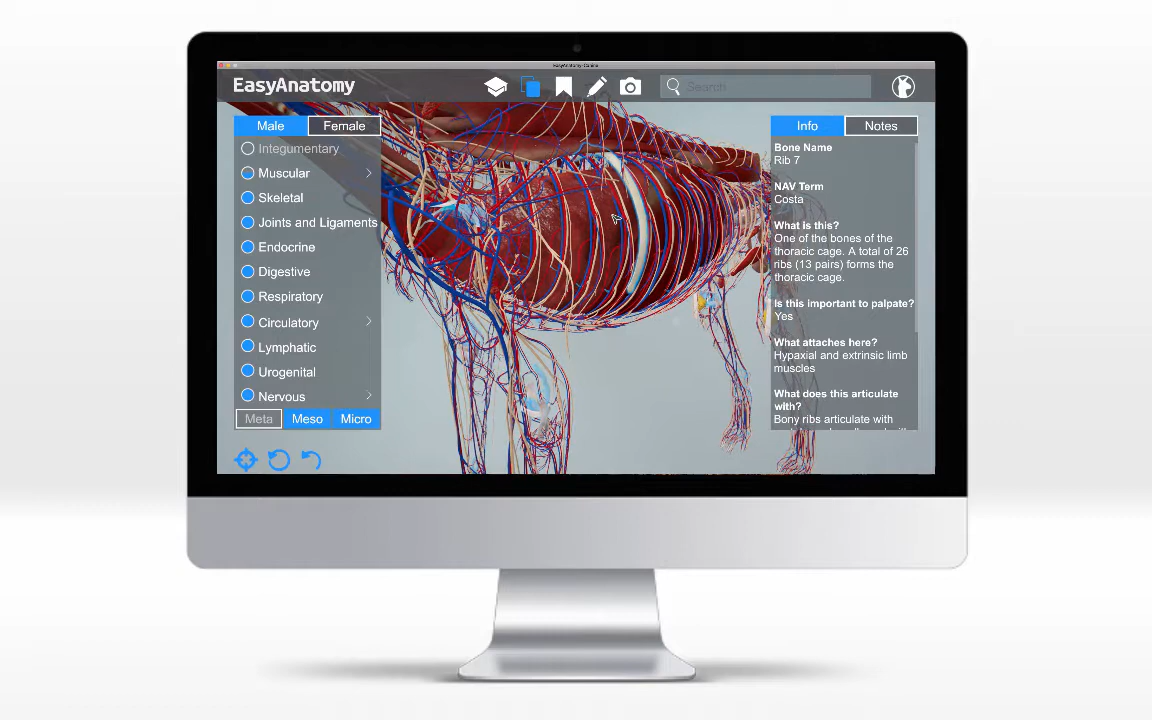 EasyAnatomy-Canine
EasyAnatomy
Search
Male
Female
Integumentary
Muscular
Skeletal
Joints and Ligaments
Endocrine
Digestive
Respiratory
Circulatory
Lymphatic
Urogenital
Nervous
Meta
Meso
Micro
Info
Notes
Bone Name
Rib 7
NAV Term
Costa
What is this?
One of the bones of the
thoracic cage. A total of 26
ribs (13 pairs) forms the
thoracic cage.
Is this important to palpate?
Yes
What attaches here?
Hypaxial and extrinsic limb
muscles
What does this articulate
with?
Bony ribs articulate with